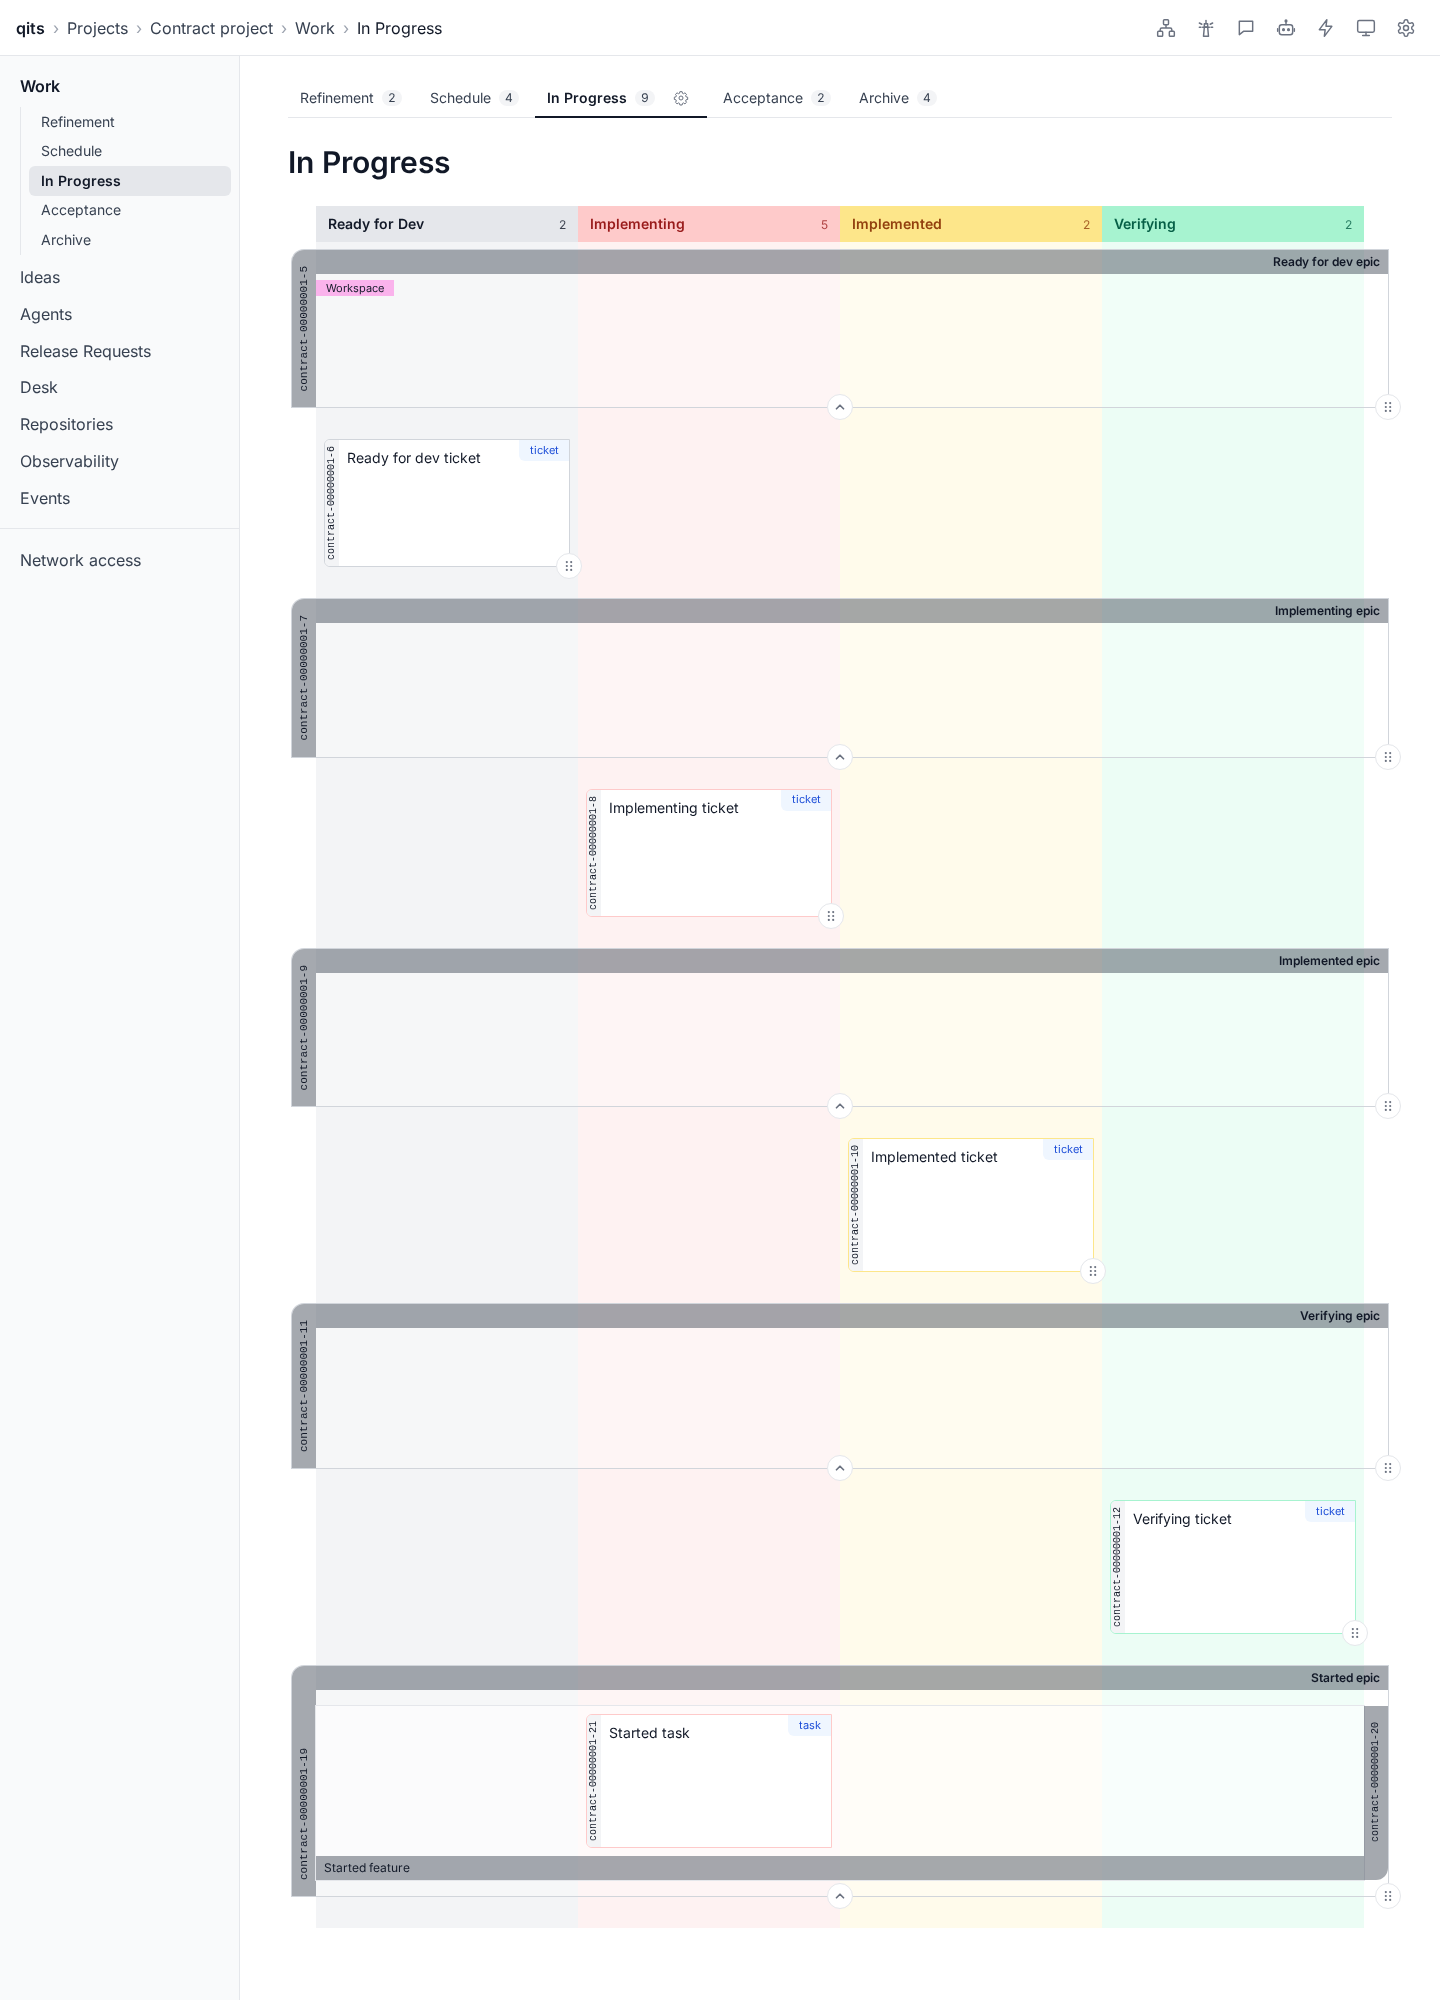 qits › Projects › Contract project › Work › In Progress
Work
Refinement
Schedule
In Progress
Acceptance
Archive
Ideas
Agents
Release Requests
Desk
Repositories
Observability
Events
Network access
Refinement 2
Schedule 4
In Progress 9
Acceptance 2
Archive 4
In Progress
Ready for Dev 2
Implementing 5
Implemented 2
Verifying 2
contract-00000001-5
Ready for dev epic
Workspace
contract-00000001-6
Ready for dev ticket
ticket
contract-00000001-7
Implementing epic
contract-00000001-8
Implementing ticket
ticket
contract-00000001-9
Implemented epic
contract-00000001-10
Implemented ticket
ticket
contract-00000001-11
Verifying epic
contract-00000001-12
Verifying ticket
ticket
contract-00000001-19
Started epic
contract-00000001-21
Started task
task
contract-00000001-20
Started feature